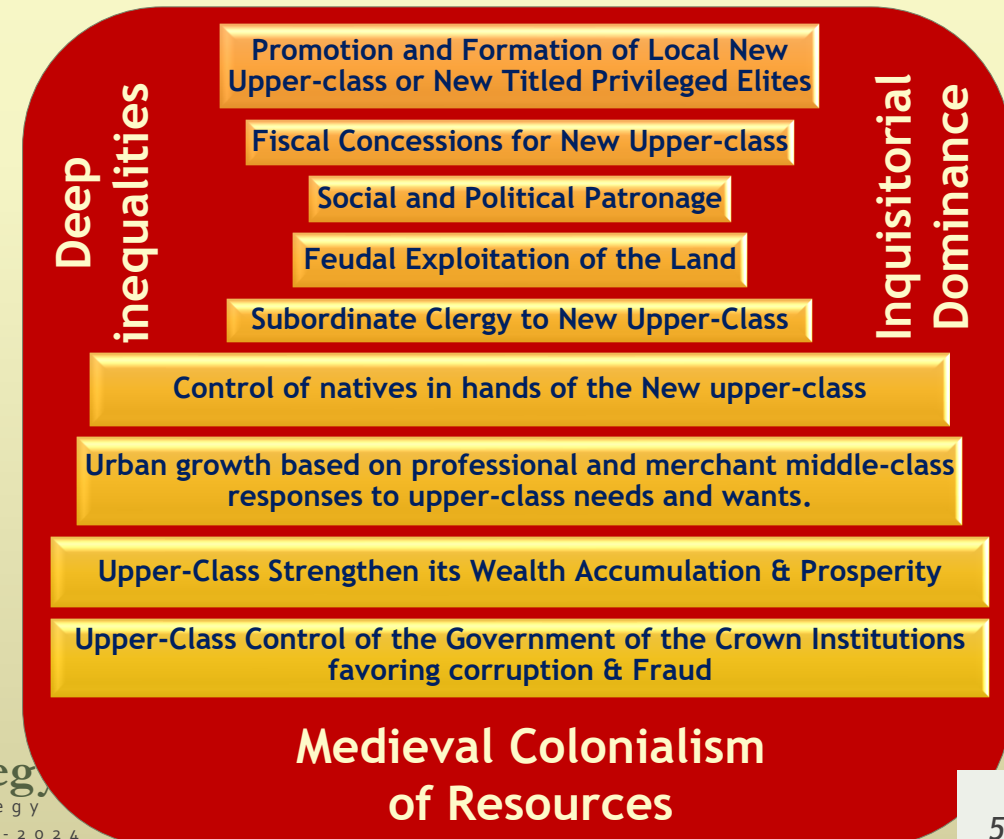 Promotion and Formation of Local New
Upper-class or New Titled Privileged Elites
Deep
inequalities
Inquisitorial
Dominance
Fiscal Concessions for New Upper-class
Social and Political Patronage
Feudal Exploitation of the Land
Subordinate Clergy to New Upper-Class
Control of natives in hands of the New upper-class
Urban growth based on professional and merchant middle-class
responses to upper-class needs and wants.
Upper-Class Strengthen its Wealth Accumulation & Prosperity
Upper-Class Control of the Government of the Crown Institutions
favoring corruption & Fraud
Medieval Colonialism
of Resources
-2024
5